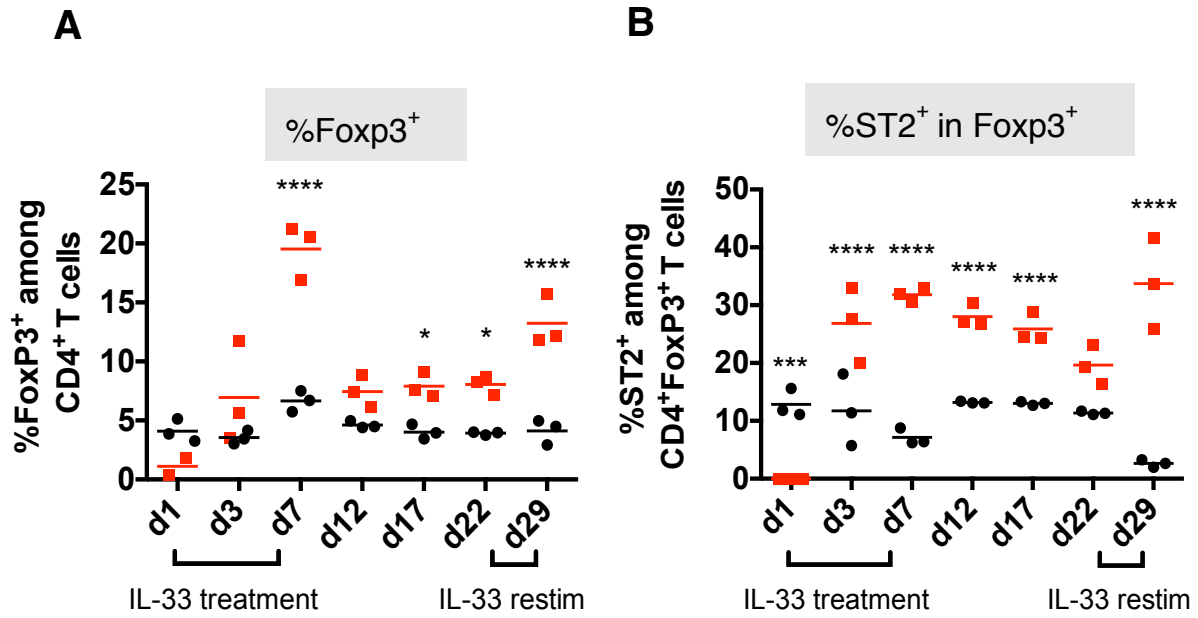 A
%Foxp3⁺
%FoxP3⁺ among
CD4⁺ T cells
25
20
15
10
5
0
****
*
*
****
d1 d3 d7 d12 d17 d22 d29
IL-33 treatment
IL-33 restim
B
%ST2⁺ in Foxp3⁺
%ST2⁺ among
CD4⁺FoxP3⁺ T cells
50
40
30
20
10
0
***
****
****
****
****
****
d1 d3 d7 d12 d17 d22 d29
IL-33 treatment
IL-33 restim